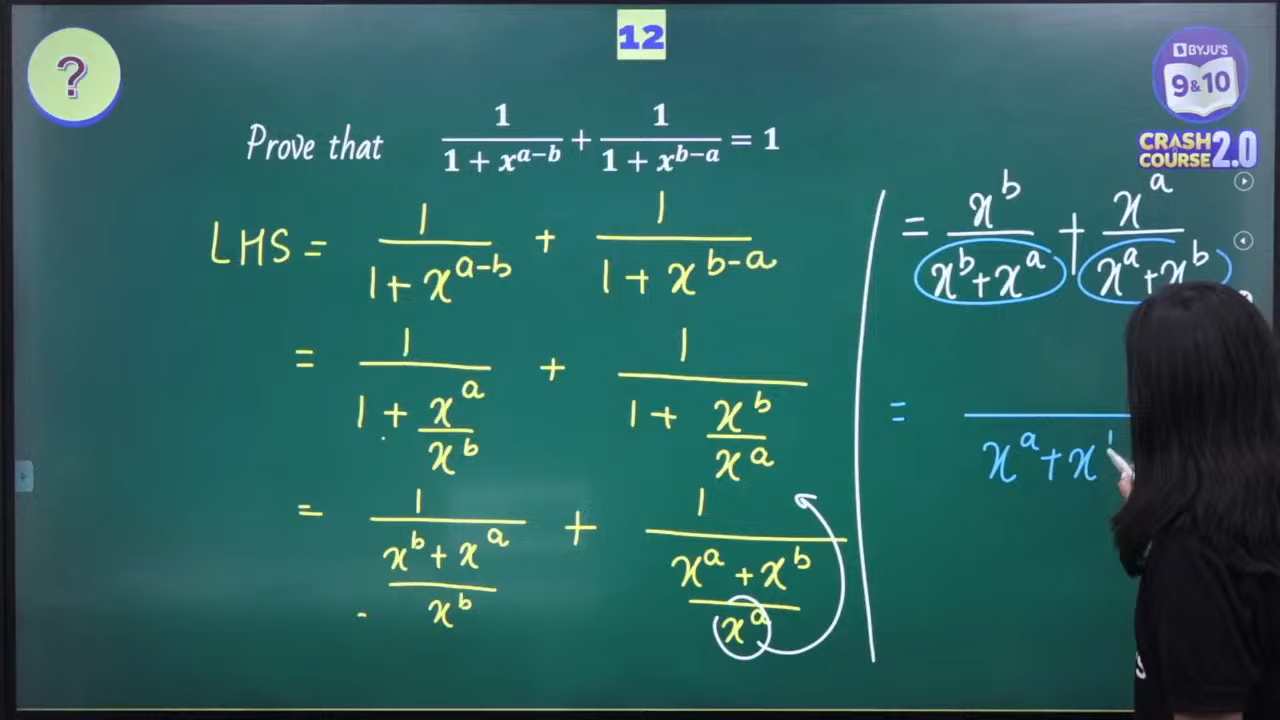 12
?
BYJU'S
9&10
CRASH
COURSE 2.0
Prove that 1/(1 + x^(a−b)) + 1/(1 + x^(b−a)) = 1
LHS = 1/(1 + x^(a-b)) + 1/(1 + x^(b-a))
= 1/(1 + x^a/x^b) + 1/(1 + x^b/x^a)
= 1/((x^b + x^a)/x^b) + 1/((x^a + x^b)/x^a)
= x^b/(x^b + x^a) + x^a/(x^a + x^b)
= /(x^a + x